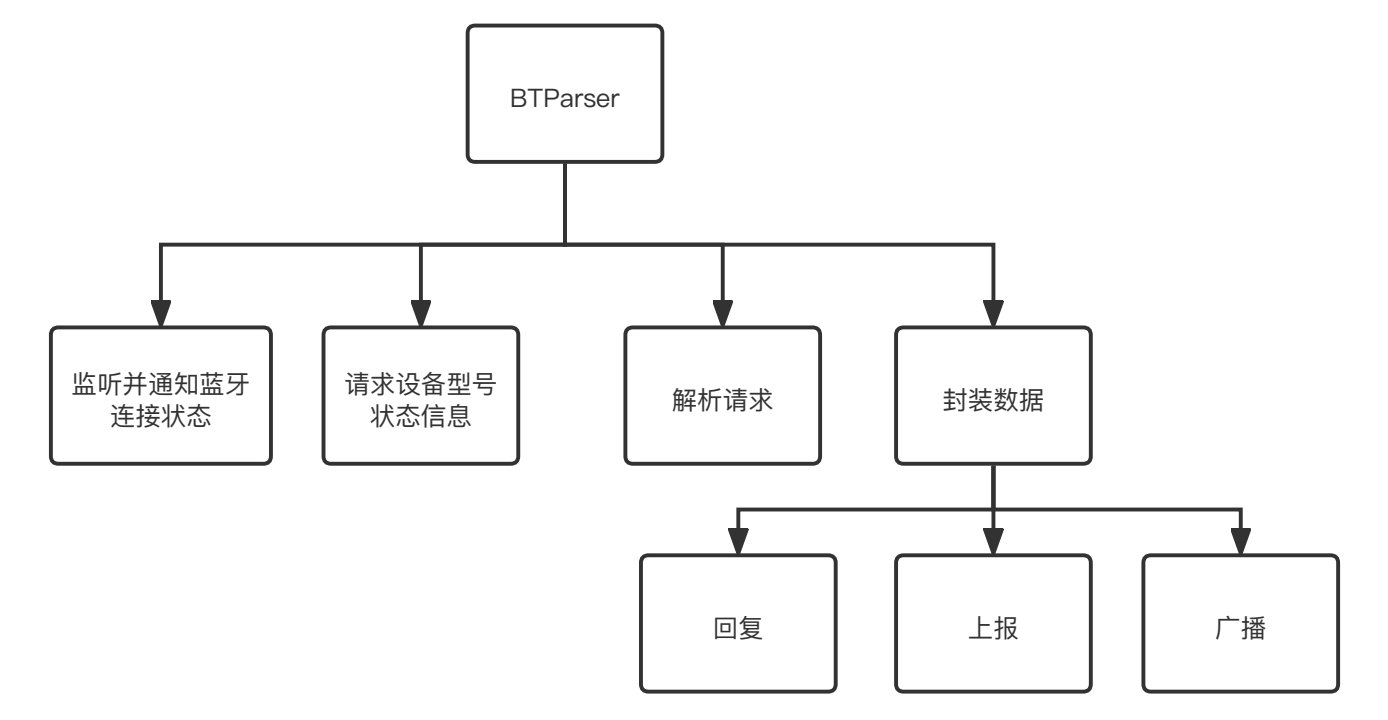 BTParser
监听并通知蓝牙
连接状态
请求设备型号
状态信息
解析请求
封装数据
回复
上报
广播